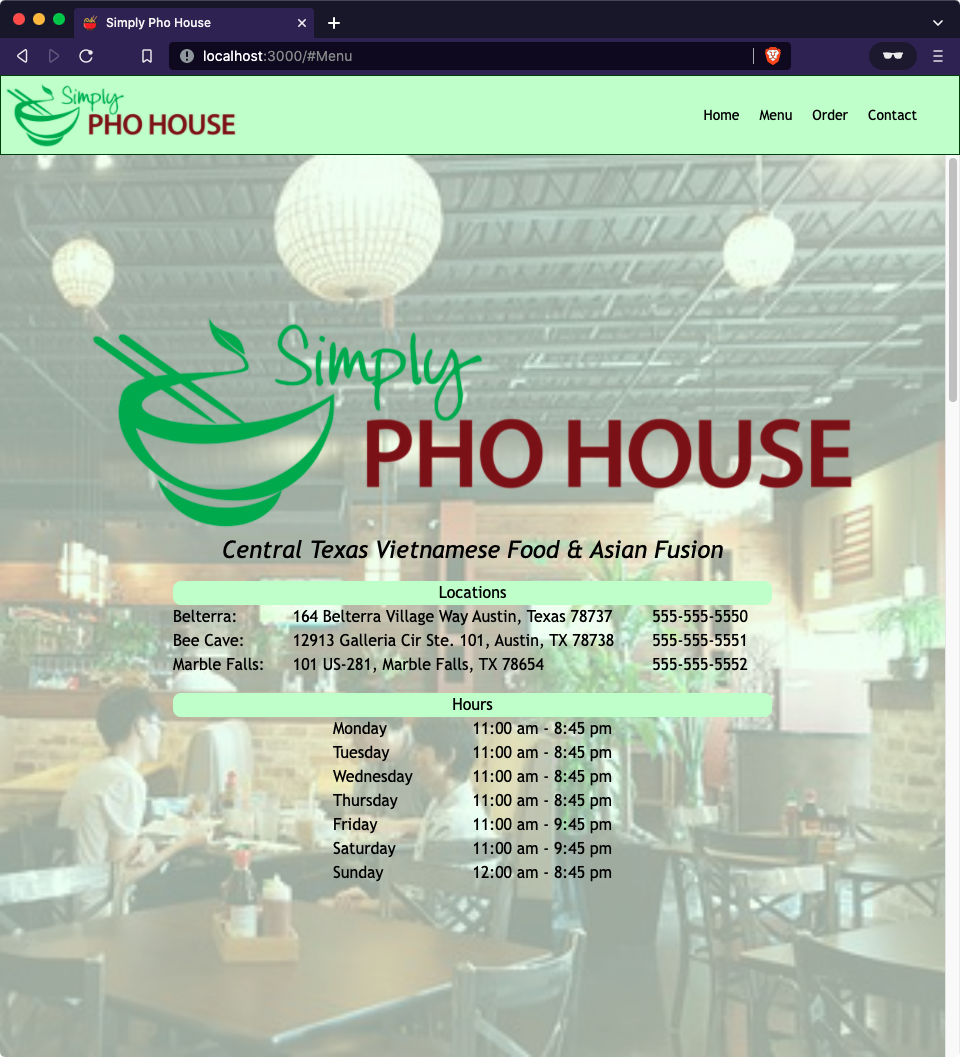 Simply Pho House
localhost:3000/#Menu
Simply
PHO HOUSE
Home Menu Order Contact
Simply
PHO HOUSE
Central Texas Vietnamese Food & Asian Fusion
Locations
Belterra: 164 Belterra Village Way Austin, Texas 78737 555-555-5550
Bee Cave: 12913 Galleria Cir Ste. 101, Austin, TX 78738 555-555-5551
Marble Falls: 101 US-281, Marble Falls, TX 78654 555-555-5552
Hours
Monday 11:00 am - 8:45 pm
Tuesday 11:00 am - 8:45 pm
Wednesday 11:00 am - 8:45 pm
Thursday 11:00 am - 8:45 pm
Friday 11:00 am - 9:45 pm
Saturday 11:00 am - 9:45 pm
Sunday 12:00 am - 8:45 pm